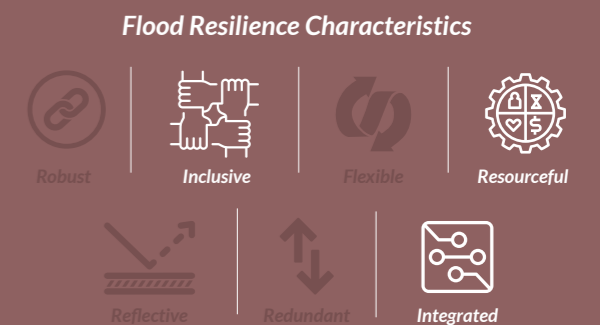 Flood Resilience Characteristics
Robust
Inclusive
Flexible
Resourceful
Reflective
Redundant
Integrated